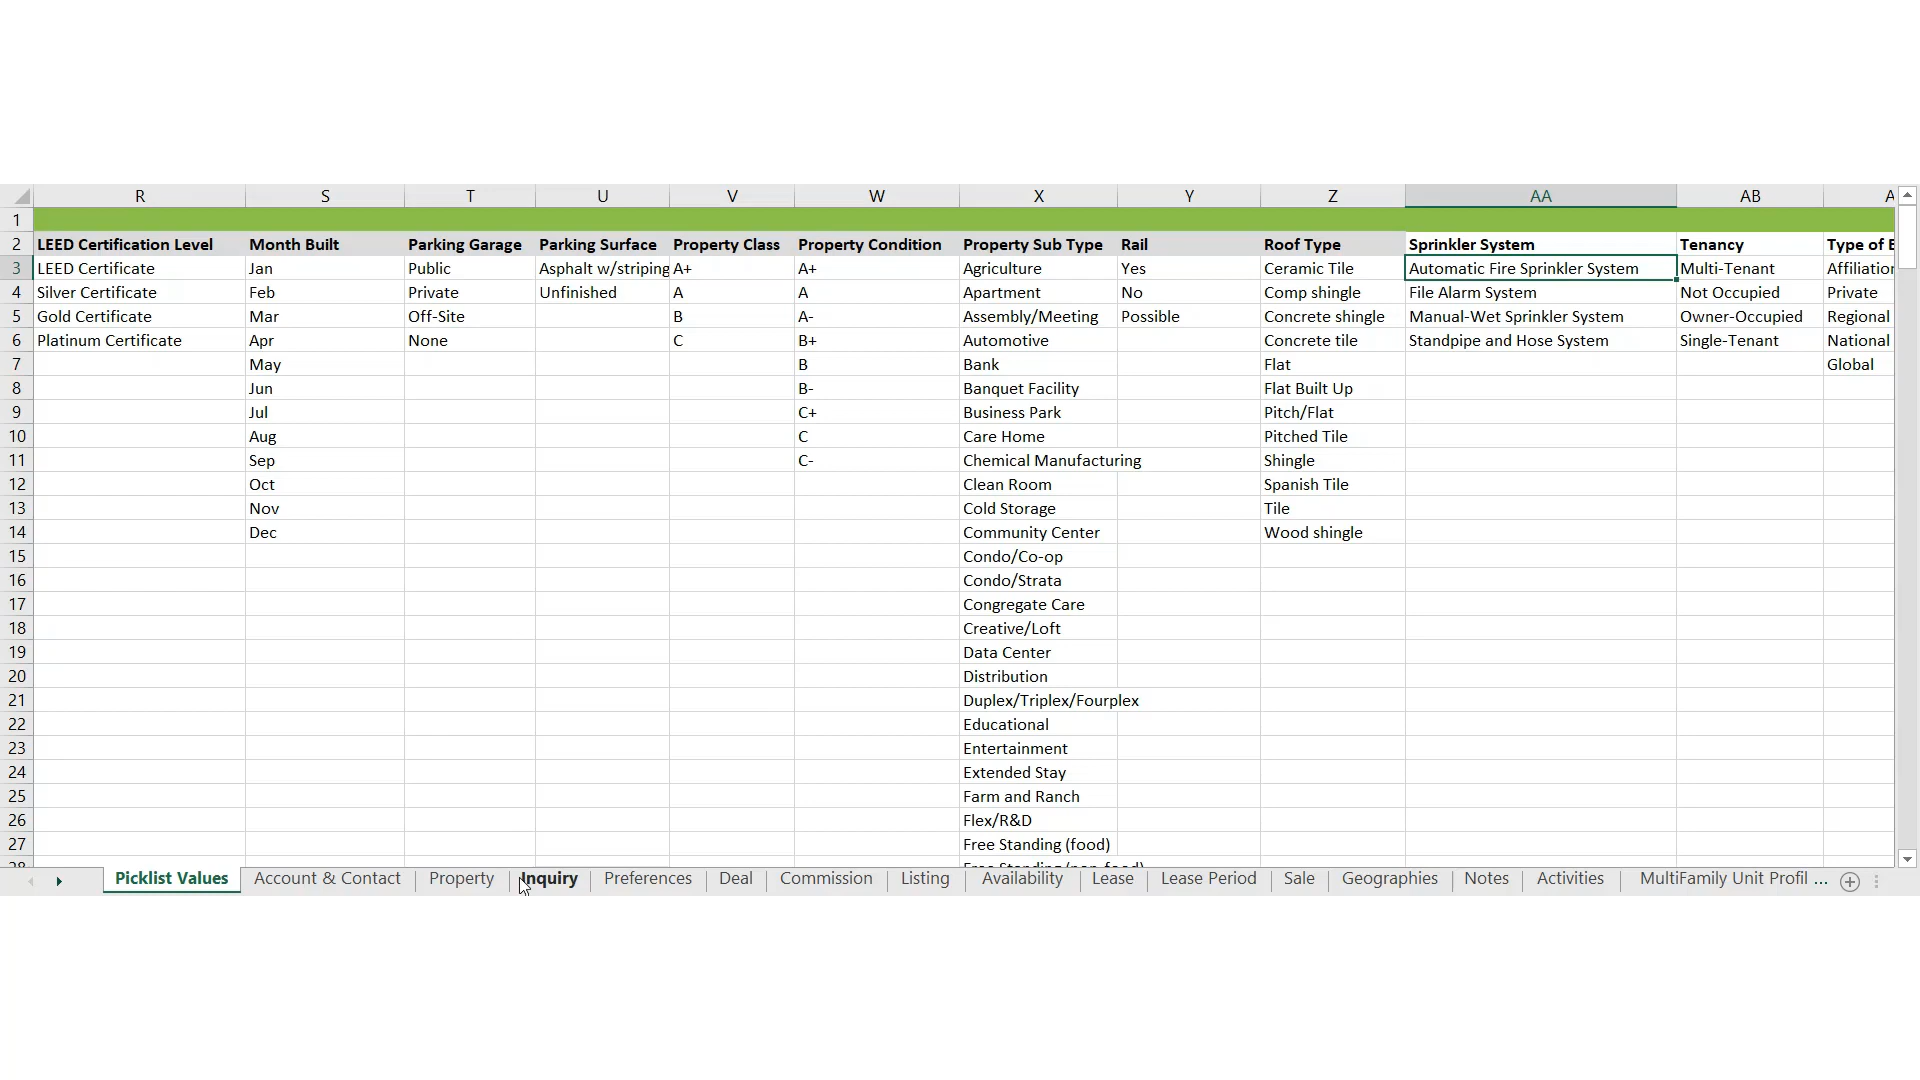 R S T U V W X Y Z AA AB A
1
2 LEED Certification Level Month Built Parking Garage Parking Surface Property Class Property Condition Property Sub Type Rail Roof Type Sprinkler System Tenancy Type of E
3 LEED Certificate Jan Public Asphalt w/striping A+ A+ Agriculture Yes Ceramic Tile Automatic Fire Sprinkler System Multi-Tenant Affiliation
4 Silver Certificate Feb Private Unfinished A A Apartment No Comp shingle File Alarm System Not Occupied Private
5 Gold Certificate Mar Off-Site B A- Assembly/Meeting Possible Concrete shingle Manual-Wet Sprinkler System Owner-Occupied Regional
6 Platinum Certificate Apr None C B+ Automotive Concrete tile Standpipe and Hose System Single-Tenant National
7 May B Bank Flat Global
8 Jun B- Banquet Facility Flat Built Up
9 Jul C+ Business Park Pitch/Flat
10 Aug C Care Home Pitched Tile
11 Sep C- Chemical Manufacturing Shingle
12 Oct Clean Room Spanish Tile
13 Nov Cold Storage Tile
14 Dec Community Center Wood shingle
15 Condo/Co-op
16 Condo/Strata
17 Congregate Care
18 Creative/Loft
19 Data Center
20 Distribution
21 Duplex/Triplex/Fourplex
22 Educational
23 Entertainment
24 Extended Stay
25 Farm and Ranch
26 Flex/R&D
27 Free Standing (food)
28 Free Standing (non-food)
Picklist Values Account & Contact Property Inquiry Preferences Deal Commission Listing Availability Lease Lease Period Sale Geographies Notes Activities MultiFamily Unit Profil ...